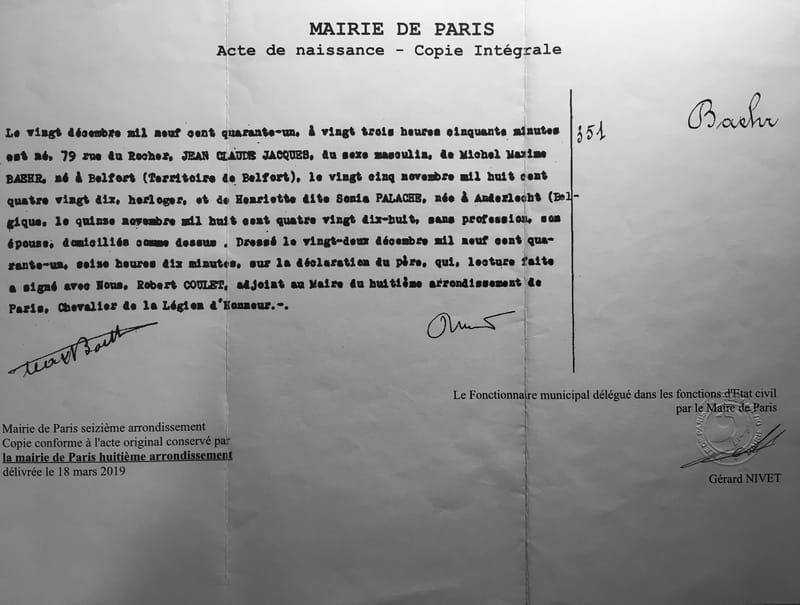 MAIRIE DE PARIS
Acte de naissance - Copie Intégrale
Baehr
351
Le vingt décembre mil neuf cent quarante-un, à vingt trois heures cinquante minutes
est né, 79 rue du Rocher, JEAN CLAUDE JACQUES, du sexe masculin, de Michel Maxime
BAEHR, né à Belfort (Territoire de Belfort), le vingt cinq novembre mil huit cent
quatre vingt dix, horloger, et de Henriette dite Sonia PALACHE, née à Anderlecht (Bel-
gique, le quinze novembre mil huit cent quatre vingt dix-huit, sans profession, son
épouse, domiciliés comme dessus . Dressé le vingt-deux décembre mil neuf cent qua-
rante-un, seize heures dix minutes, sur la déclaration du père, qui, lecture faite
a signé avec Nous, Robert COULET, adjoint au Maire du huitième arrondissement de
Paris, Chevalier de la Légion d'Honneur.-.
Le Fonctionnaire municipal délégué dans les fonctions d'Etat civil
par le Maire de Paris
Gérard NIVET
Mairie de Paris seizième arrondissement
Copie conforme à l'acte original conservé par
la mairie de Paris huitième arrondissement
délivrée le 18 mars 2019